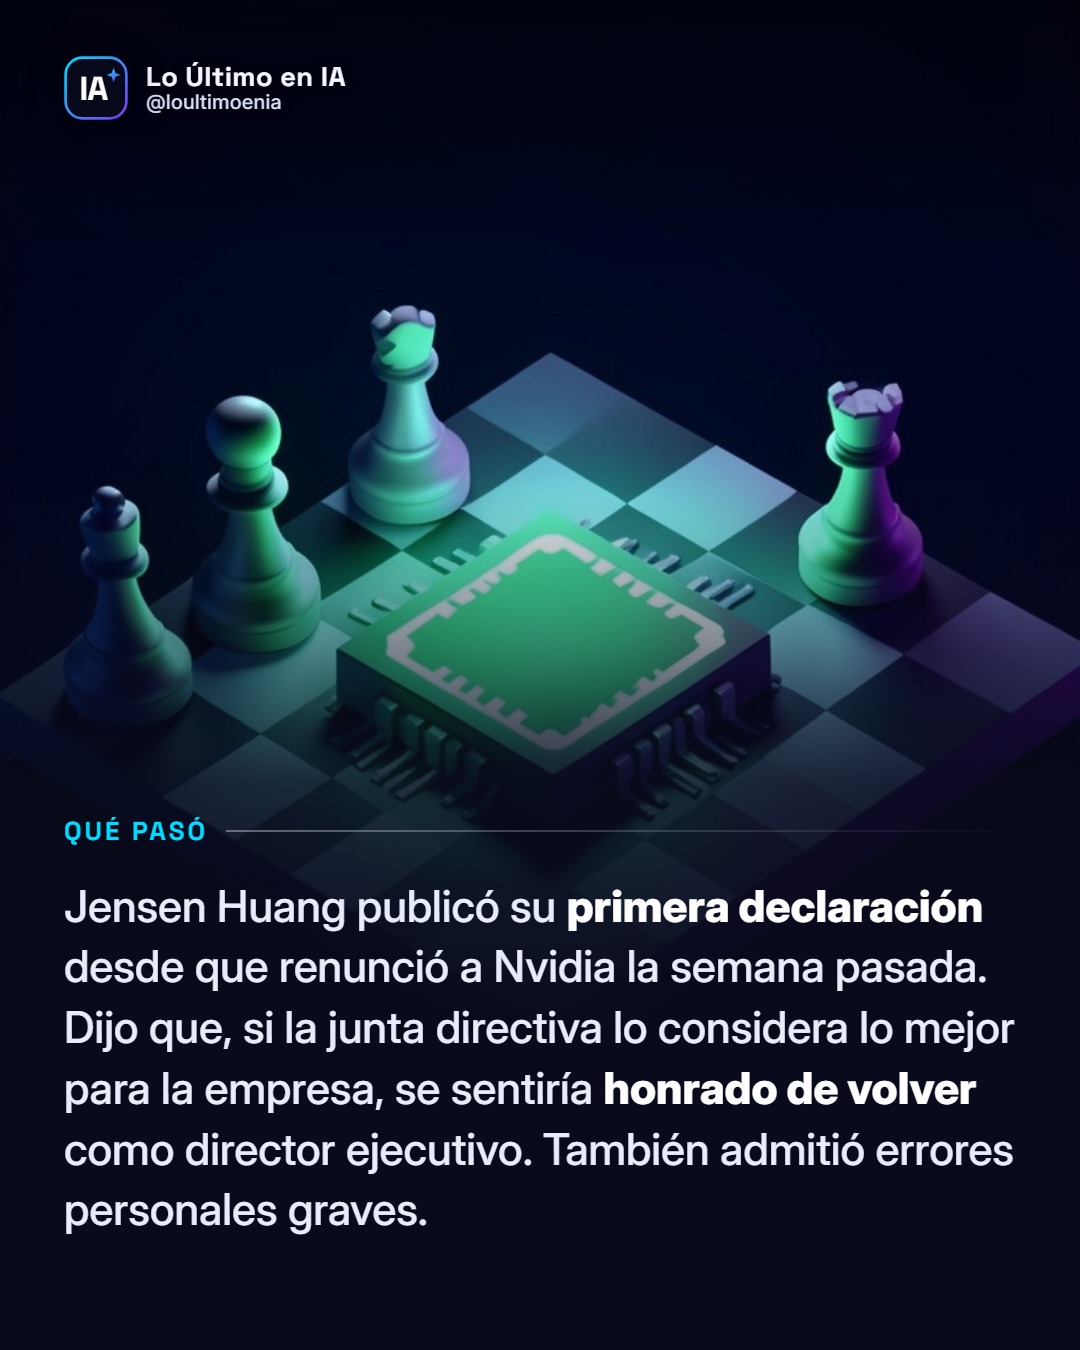 IA
Lo Último en IA
@loultimoenia
QUÉ PASÓ
Jensen Huang publicó su primera declaración
desde que renunció a Nvidia la semana pasada.
Dijo que, si la junta directiva lo considera lo mejor
para la empresa, se sentiría honrado de volver
como director ejecutivo. También admitió errores
personales graves.